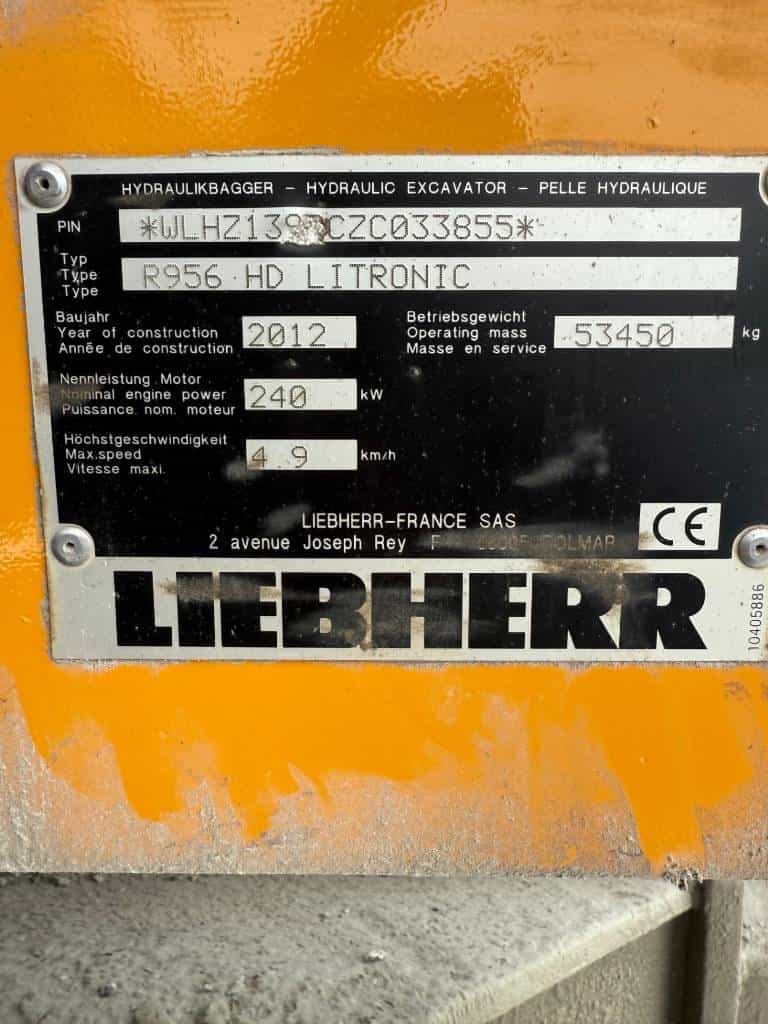 HYDRAULIKBAGGER - HYDRAULIC EXCAVATOR - PELLE HYDRAULIQUE
PIN
Typ
Type R956 HD LITRONIC
Type
Baujahr
Year of construction 2012
Année de construction
Betriebsgewicht
Operating mass 53450 kg
Masse en service
Nennleistung Motor
Nominal engine power 240 kW
Puissance nom. moteur
Höchstgeschwindigkeit
Max.speed 4.9 km/h
Vitesse maxi.
LIEBHERR-FRANCE SAS
2 avenue Joseph Rey F COLMAR
CE
LIEBHERR
10405886